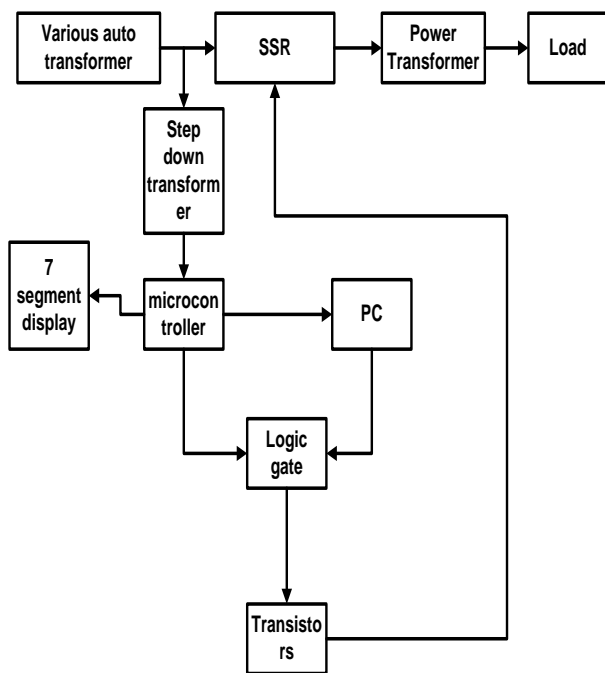 Various auto
transformer
SSR
Power
Transformer
Load
Step
down
transform
er
7
segment
display
microcon
troller
PC
Logic
gate
Transisto
rs